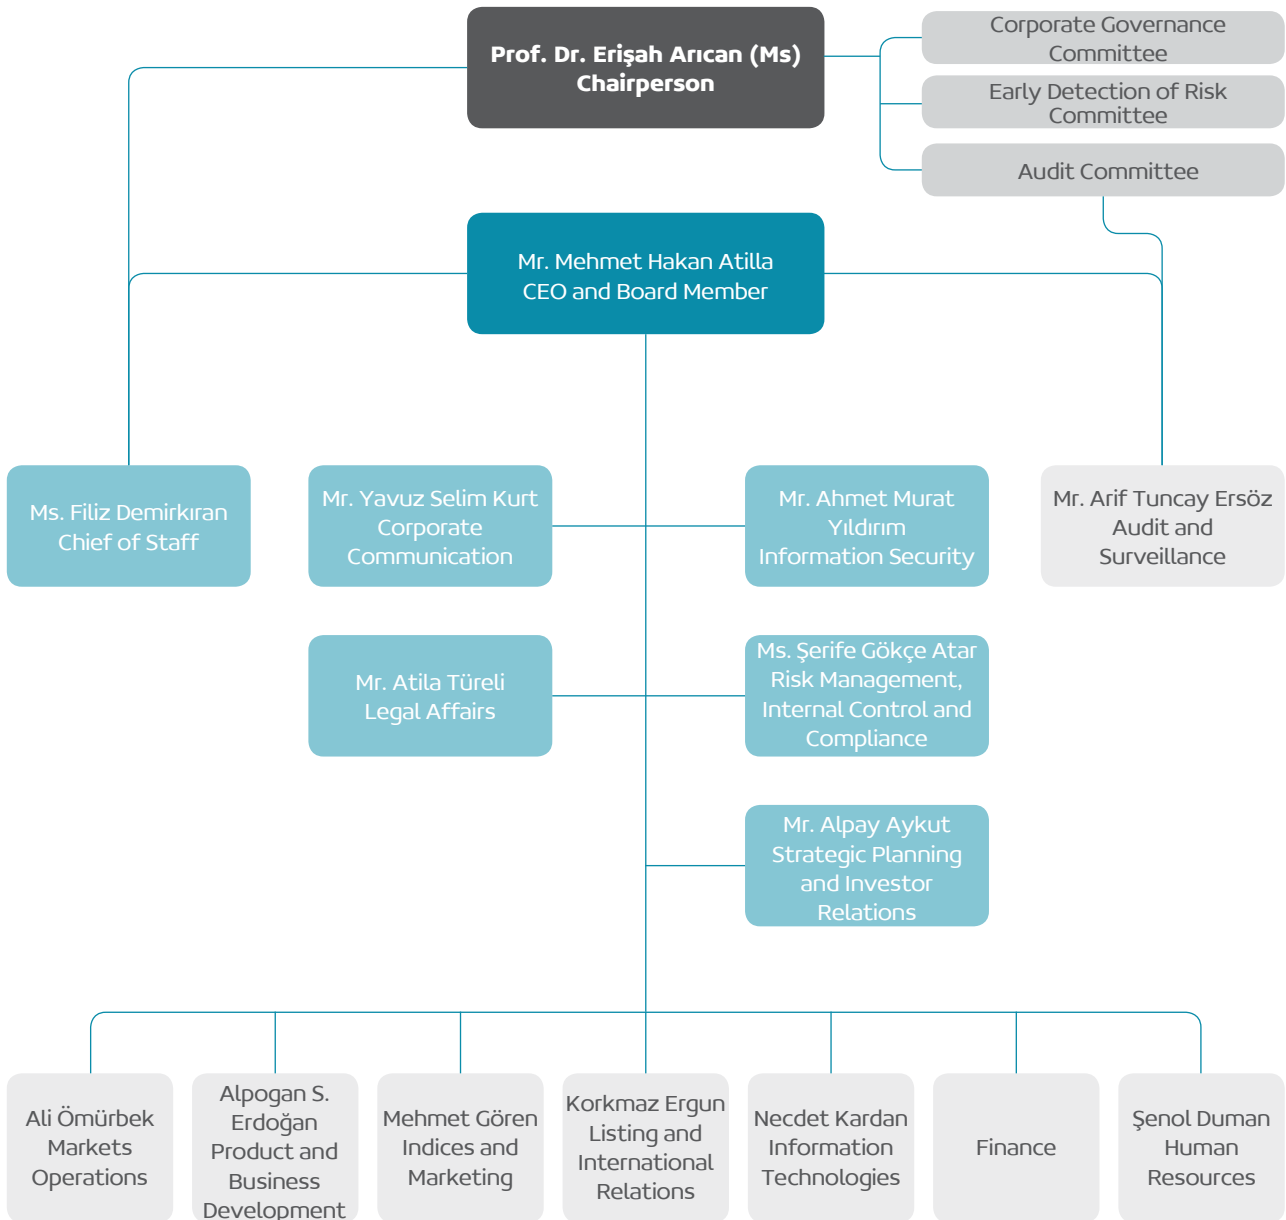 Prof. Dr. Erişah Arıcan (Ms)
Chairperson
Corporate Governance
Committee
Early Detection of Risk
Committee
Audit Committee
Mr. Mehmet Hakan Atilla
CEO and Board Member
Ms. Filiz Demirkıran
Chief of Staff
Mr. Yavuz Selim Kurt
Corporate
Communication
Mr. Ahmet Murat
Yıldırım
Information Security
Mr. Arif Tuncay Ersöz
Audit and
Surveillance
Mr. Atila Türeli
Legal Affairs
Ms. Şerife Gökçe Atar
Risk Management,
Internal Control and
Compliance
Mr. Alpay Aykut
Strategic Planning
and Investor
Relations
Ali Ömürbek
Markets
Operations
Alpogan S.
Erdoğan
Product and
Business
Development
Mehmet Gören
Indices and
Marketing
Korkmaz Ergun
Listing and
International
Relations
Necdet Kardan
Information
Technologies
Finance
Şenol Duman
Human
Resources